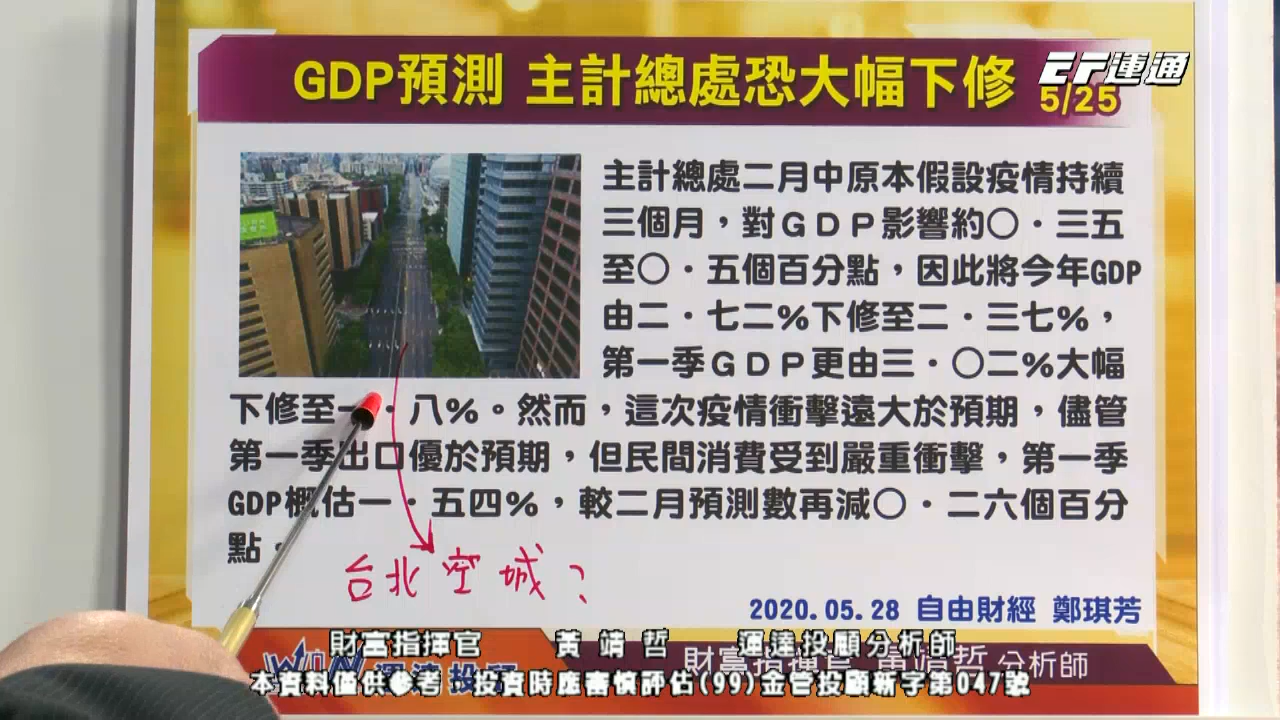 GDP預測 主計總處恐大幅下修
EF運通
5/25
主計總處二月中原本假設疫情持續
三個月，對ＧＤＰ影響約〇．三五
至〇．五個百分點，因此將今年GDP
由二．七二%下修至二．三七%，
第一季ＧＤＰ更由三．〇二%大幅
下修至一．八%。然而，這次疫情衝擊遠大於預期，儘管
第一季出口優於預期，但民間消費受到嚴重衝擊，第一季
GDP概估一．五四%，較二月預測數再減〇．二六個百分
點。
台北空城？
2020.05.28 自由財經 鄭琪芳
財富指揮官 黃靖哲 運達投顧分析師
WIN 運達投顧 財富指揮官 黃靖哲 分析師
本資料僅供參考，投資時應審慎評估(99)金管投顧新字第047號